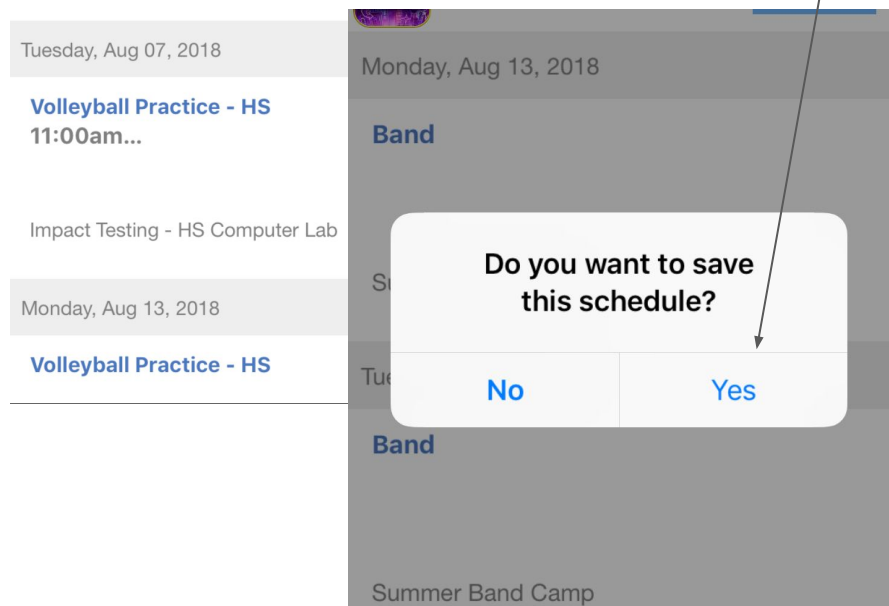 Tuesday, Aug 07, 2018
Volleyball Practice - HS
11:00am...
Impact Testing - HS Computer Lab
Monday, Aug 13, 2018
Volleyball Practice - HS
Monday, Aug 13, 2018
Band
Do you want to save
this schedule?
No
Yes
Band
Summer Band Camp